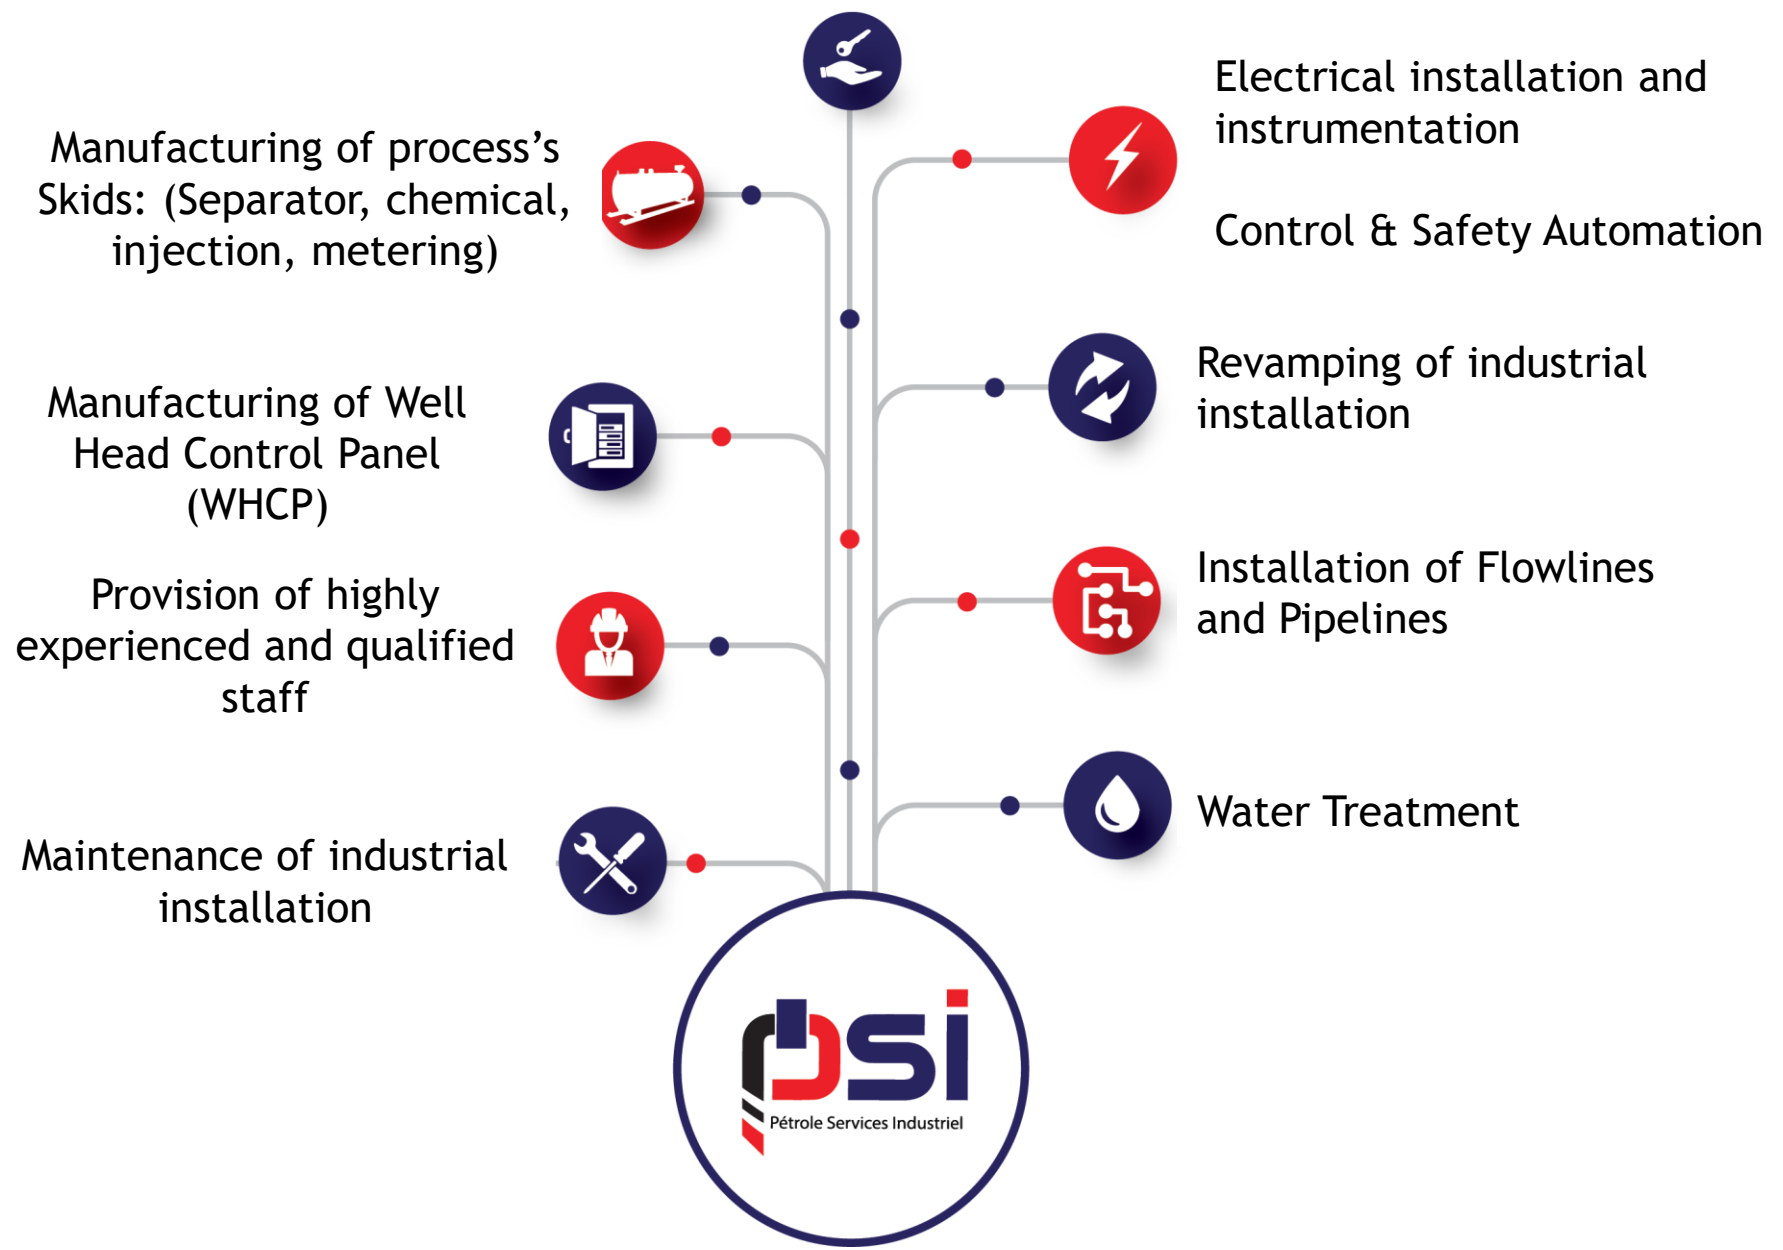 Manufacturing of process’s
Skids: (Separator, chemical,
injection, metering)
Manufacturing of Well
Head Control Panel
(WHCP)
Provision of highly
experienced and qualified
staff
Maintenance of industrial
installation
Electrical installation and
instrumentation
Control & Safety Automation
Revamping of industrial
installation
Installation of Flowlines
and Pipelines
Water Treatment
psi
Pétrole Services Industriel